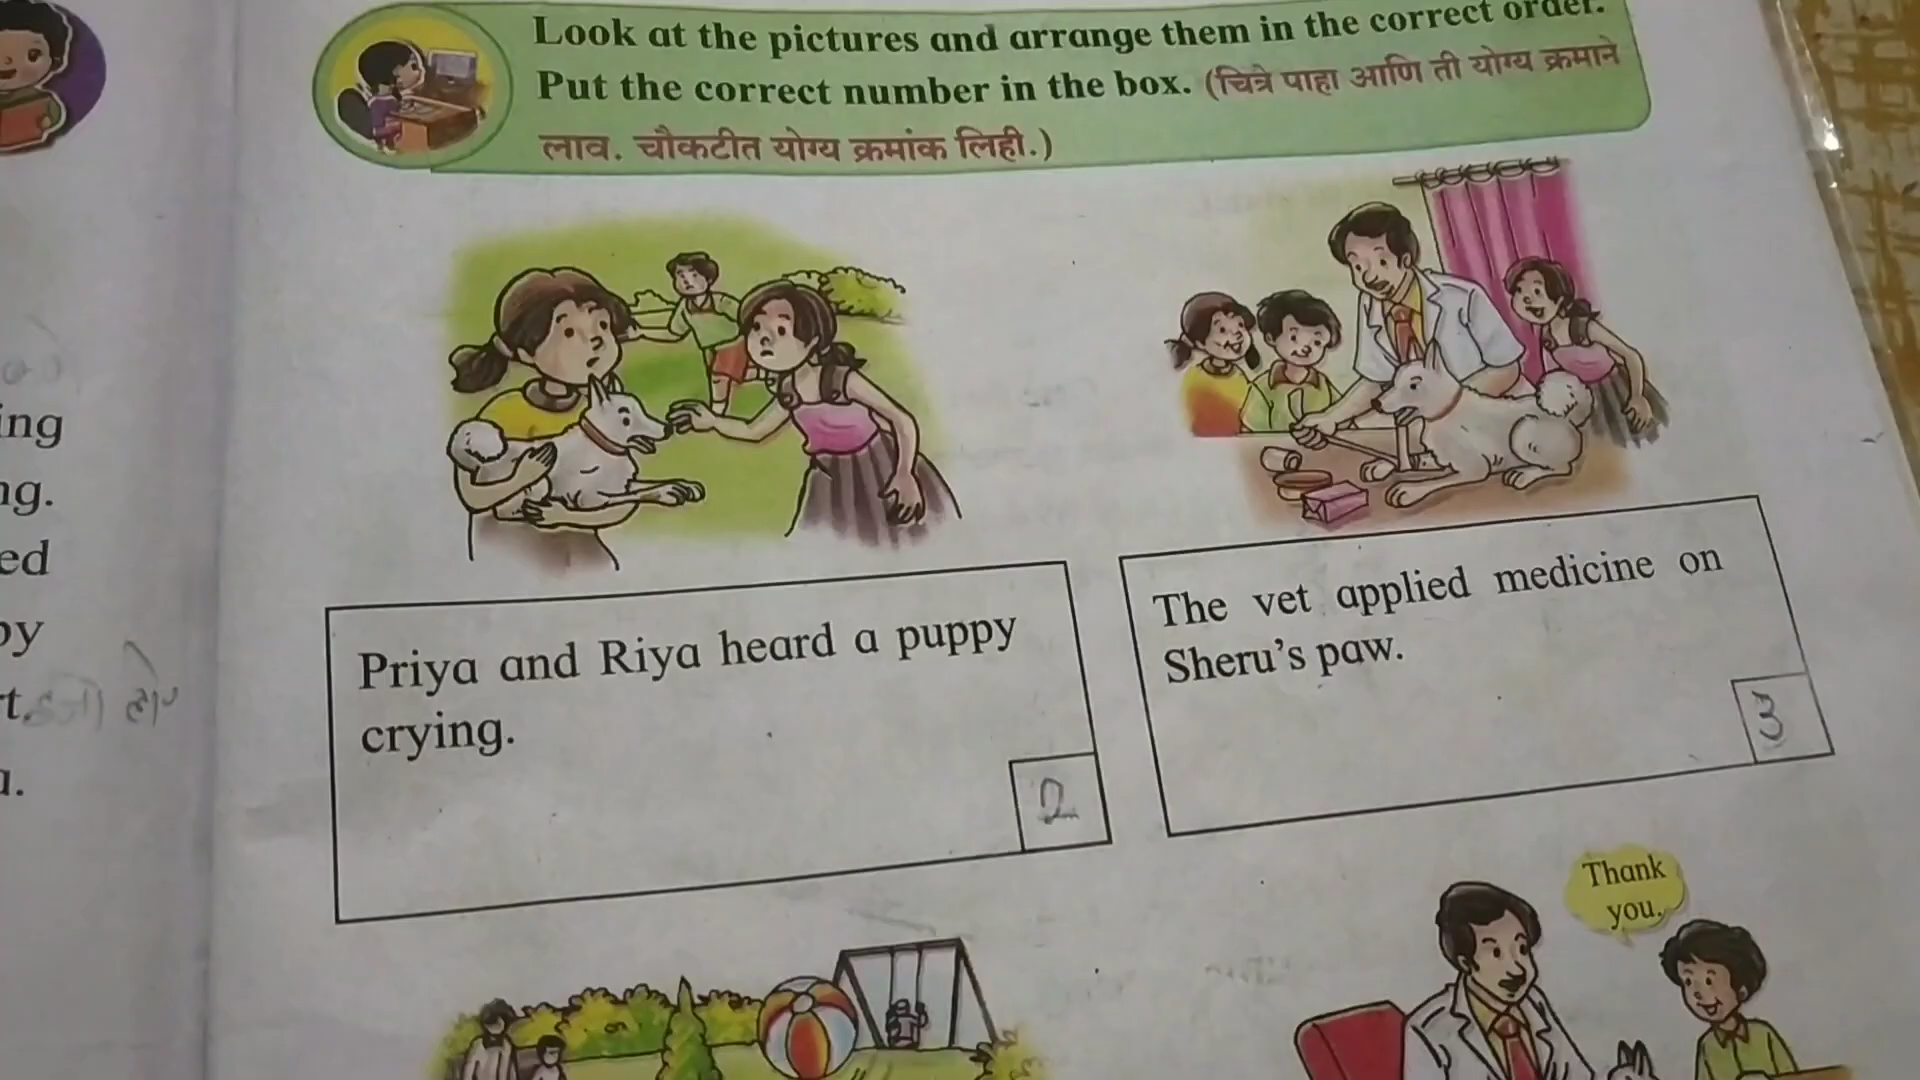 Look at the pictures and arrange them in the correct order.
Put the correct number in the box. (चित्रे पाहा आणि ती योग्य क्रमाने
लाव. चौकटीत योग्य क्रमांक लिही.)
ing
ng.
ed
by
t.
Priya and Riya heard a puppy
crying.
2
The vet applied medicine on
Sheru's paw.
3
Thank
you.